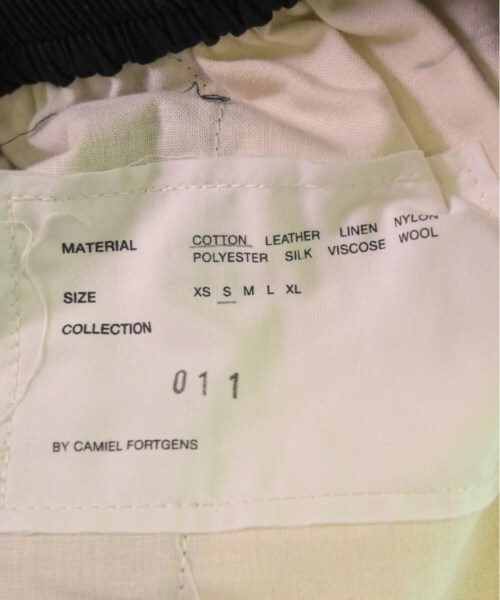 MATERIAL COTTON LEATHER LINEN NYLON
POLYESTER SILK VISCOSE WOOL
SIZE XS S M L XL
COLLECTION
011
BY CAMIEL FORTGENS